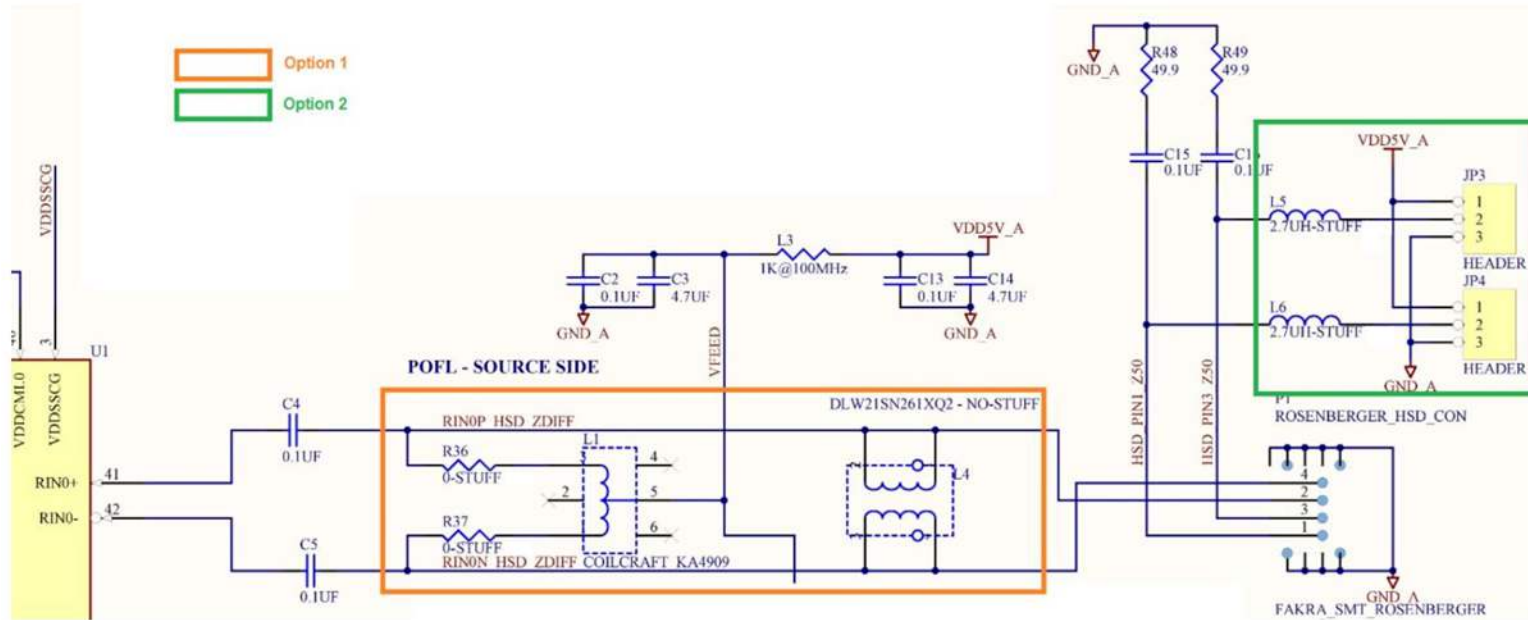 Option 1
Option 2
GND_A
R48
49.9
R49
49.9
C15
0.1UF
0.1UF
VDD5V_A
JP3
1
2
3
HEADER
L5
2.7UH-STUFF
JP4
1
2
3
HEADER
L6
2.7UH-STUFF
GND_A
VDDSSCG
VDD5V_A
L3
1K@100MHz
C2
0.1UF
C3
4.7UF
C13
0.1UF
C14
4.7UF
GND_A
GND_A
VFEED
HSD_PIN1_Z50
HSD_PIN3_Z50
POFL - SOURCE SIDE
DLW21SN261XQ2 - NO-STUFF
P1
ROSENBERGER_HSD_CON
U1
3
VDDCML0
VDDSSCG
C4
0.1UF
RIN0P_HSD_ZDIFF
L1
R36
0-STUFF
3
4
2
5
6
L4
R37
0-STUFF
RIN0N_HSD_ZDIFF
COILCRAFT_KA4909
RIN0+
41
RIN0-
42
C5
0.1UF
4
2
3
1
GND_A
FAKRA_SMT_ROSENBERGER